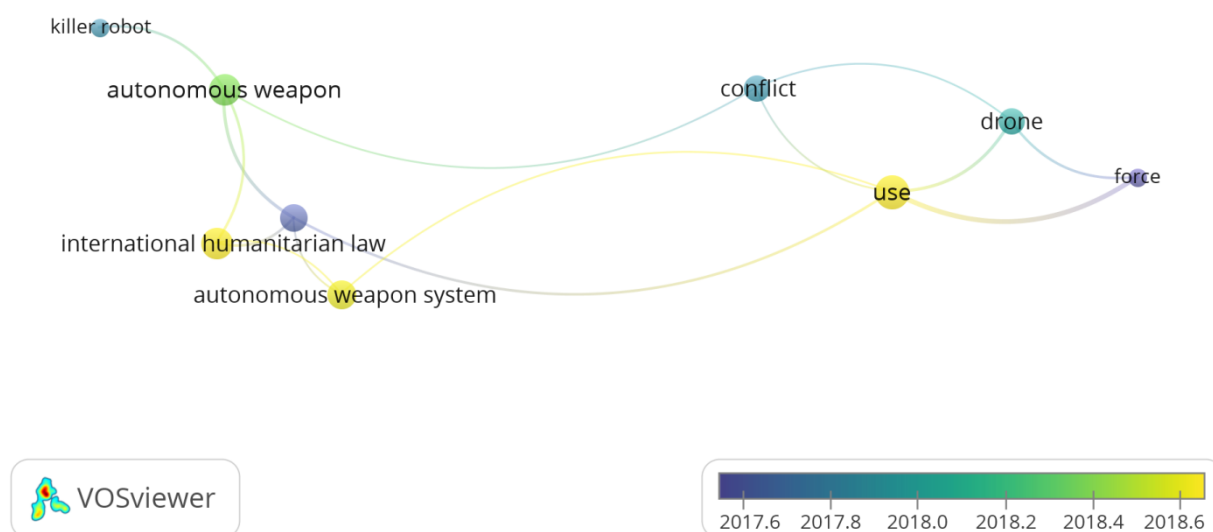 killer robot
autonomous weapon
conflict
drone
force
use
international humanitarian law
autonomous weapon system
VOSviewer
2017.6 2017.8 2018.0 2018.2 2018.4 2018.6